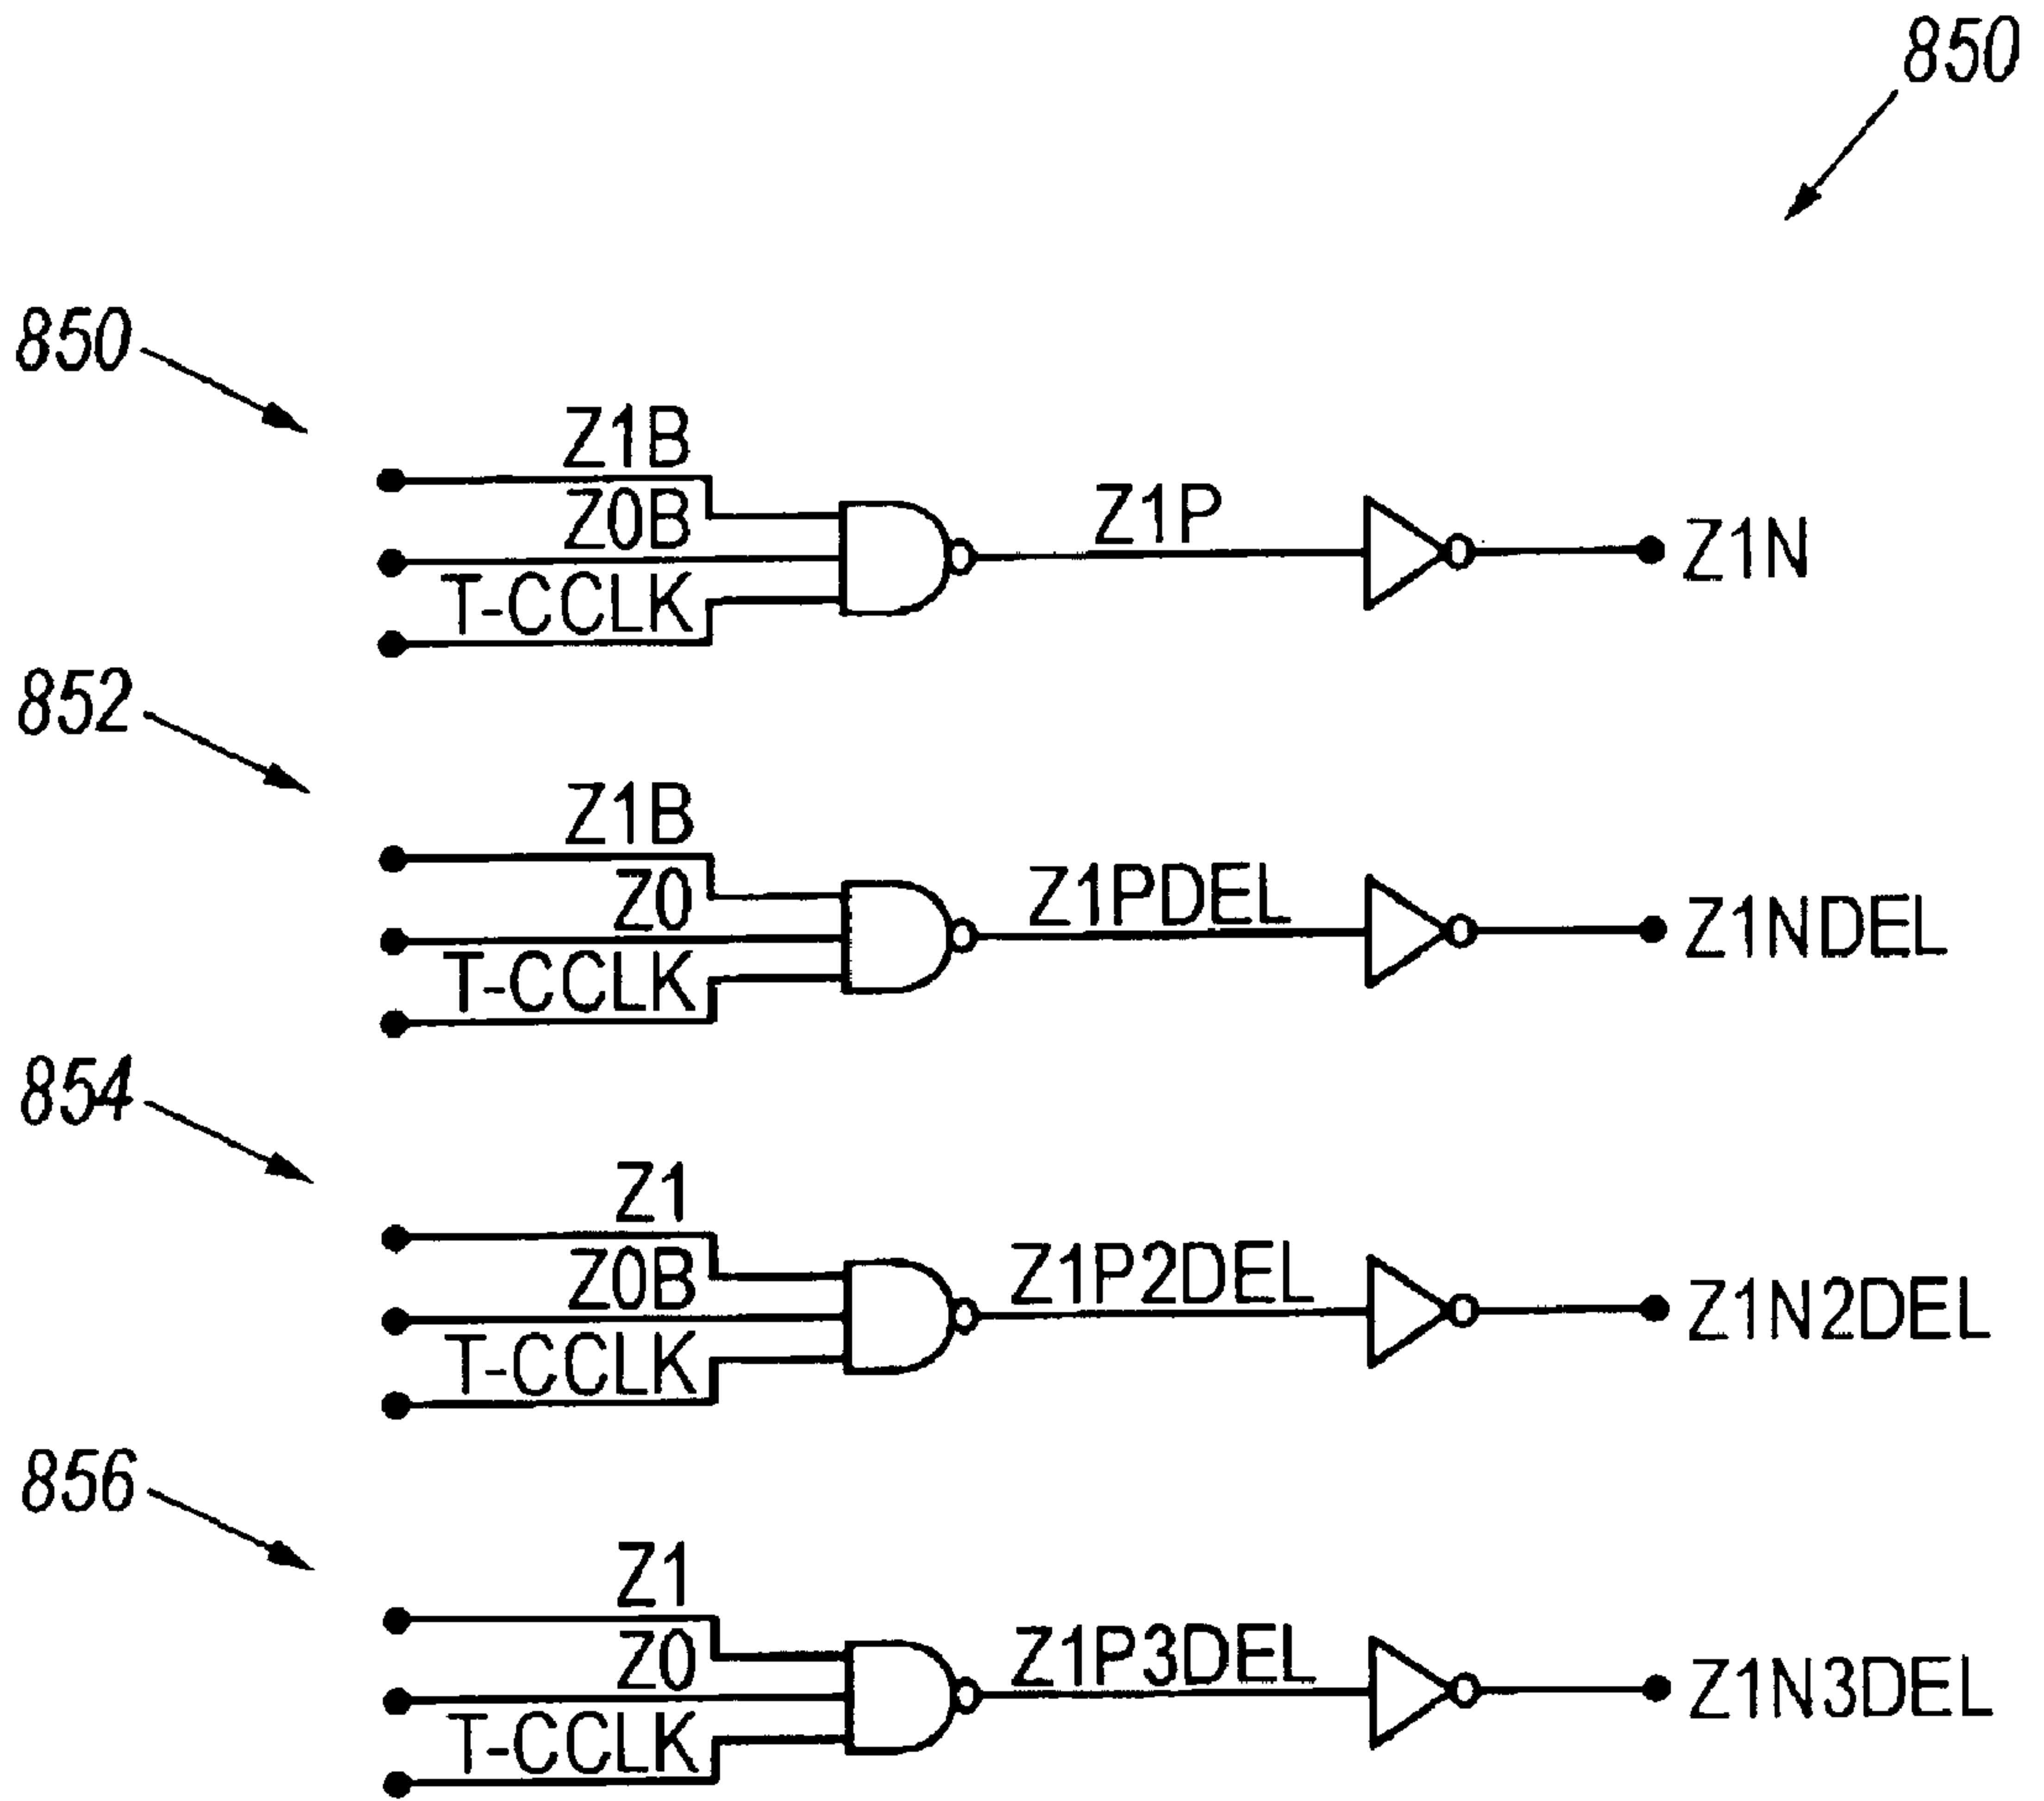 850
850
Z1B
Z0B
T-CCLK
Z1P
Z1N
852
Z1B
Z0
T-CCLK
Z1PDEL
Z1NDEL
854
Z1
Z0B
T-CCLK
Z1P2DEL
Z1N2DEL
856
Z1
Z0
T-CCLK
Z1P3DEL
Z1N3DEL